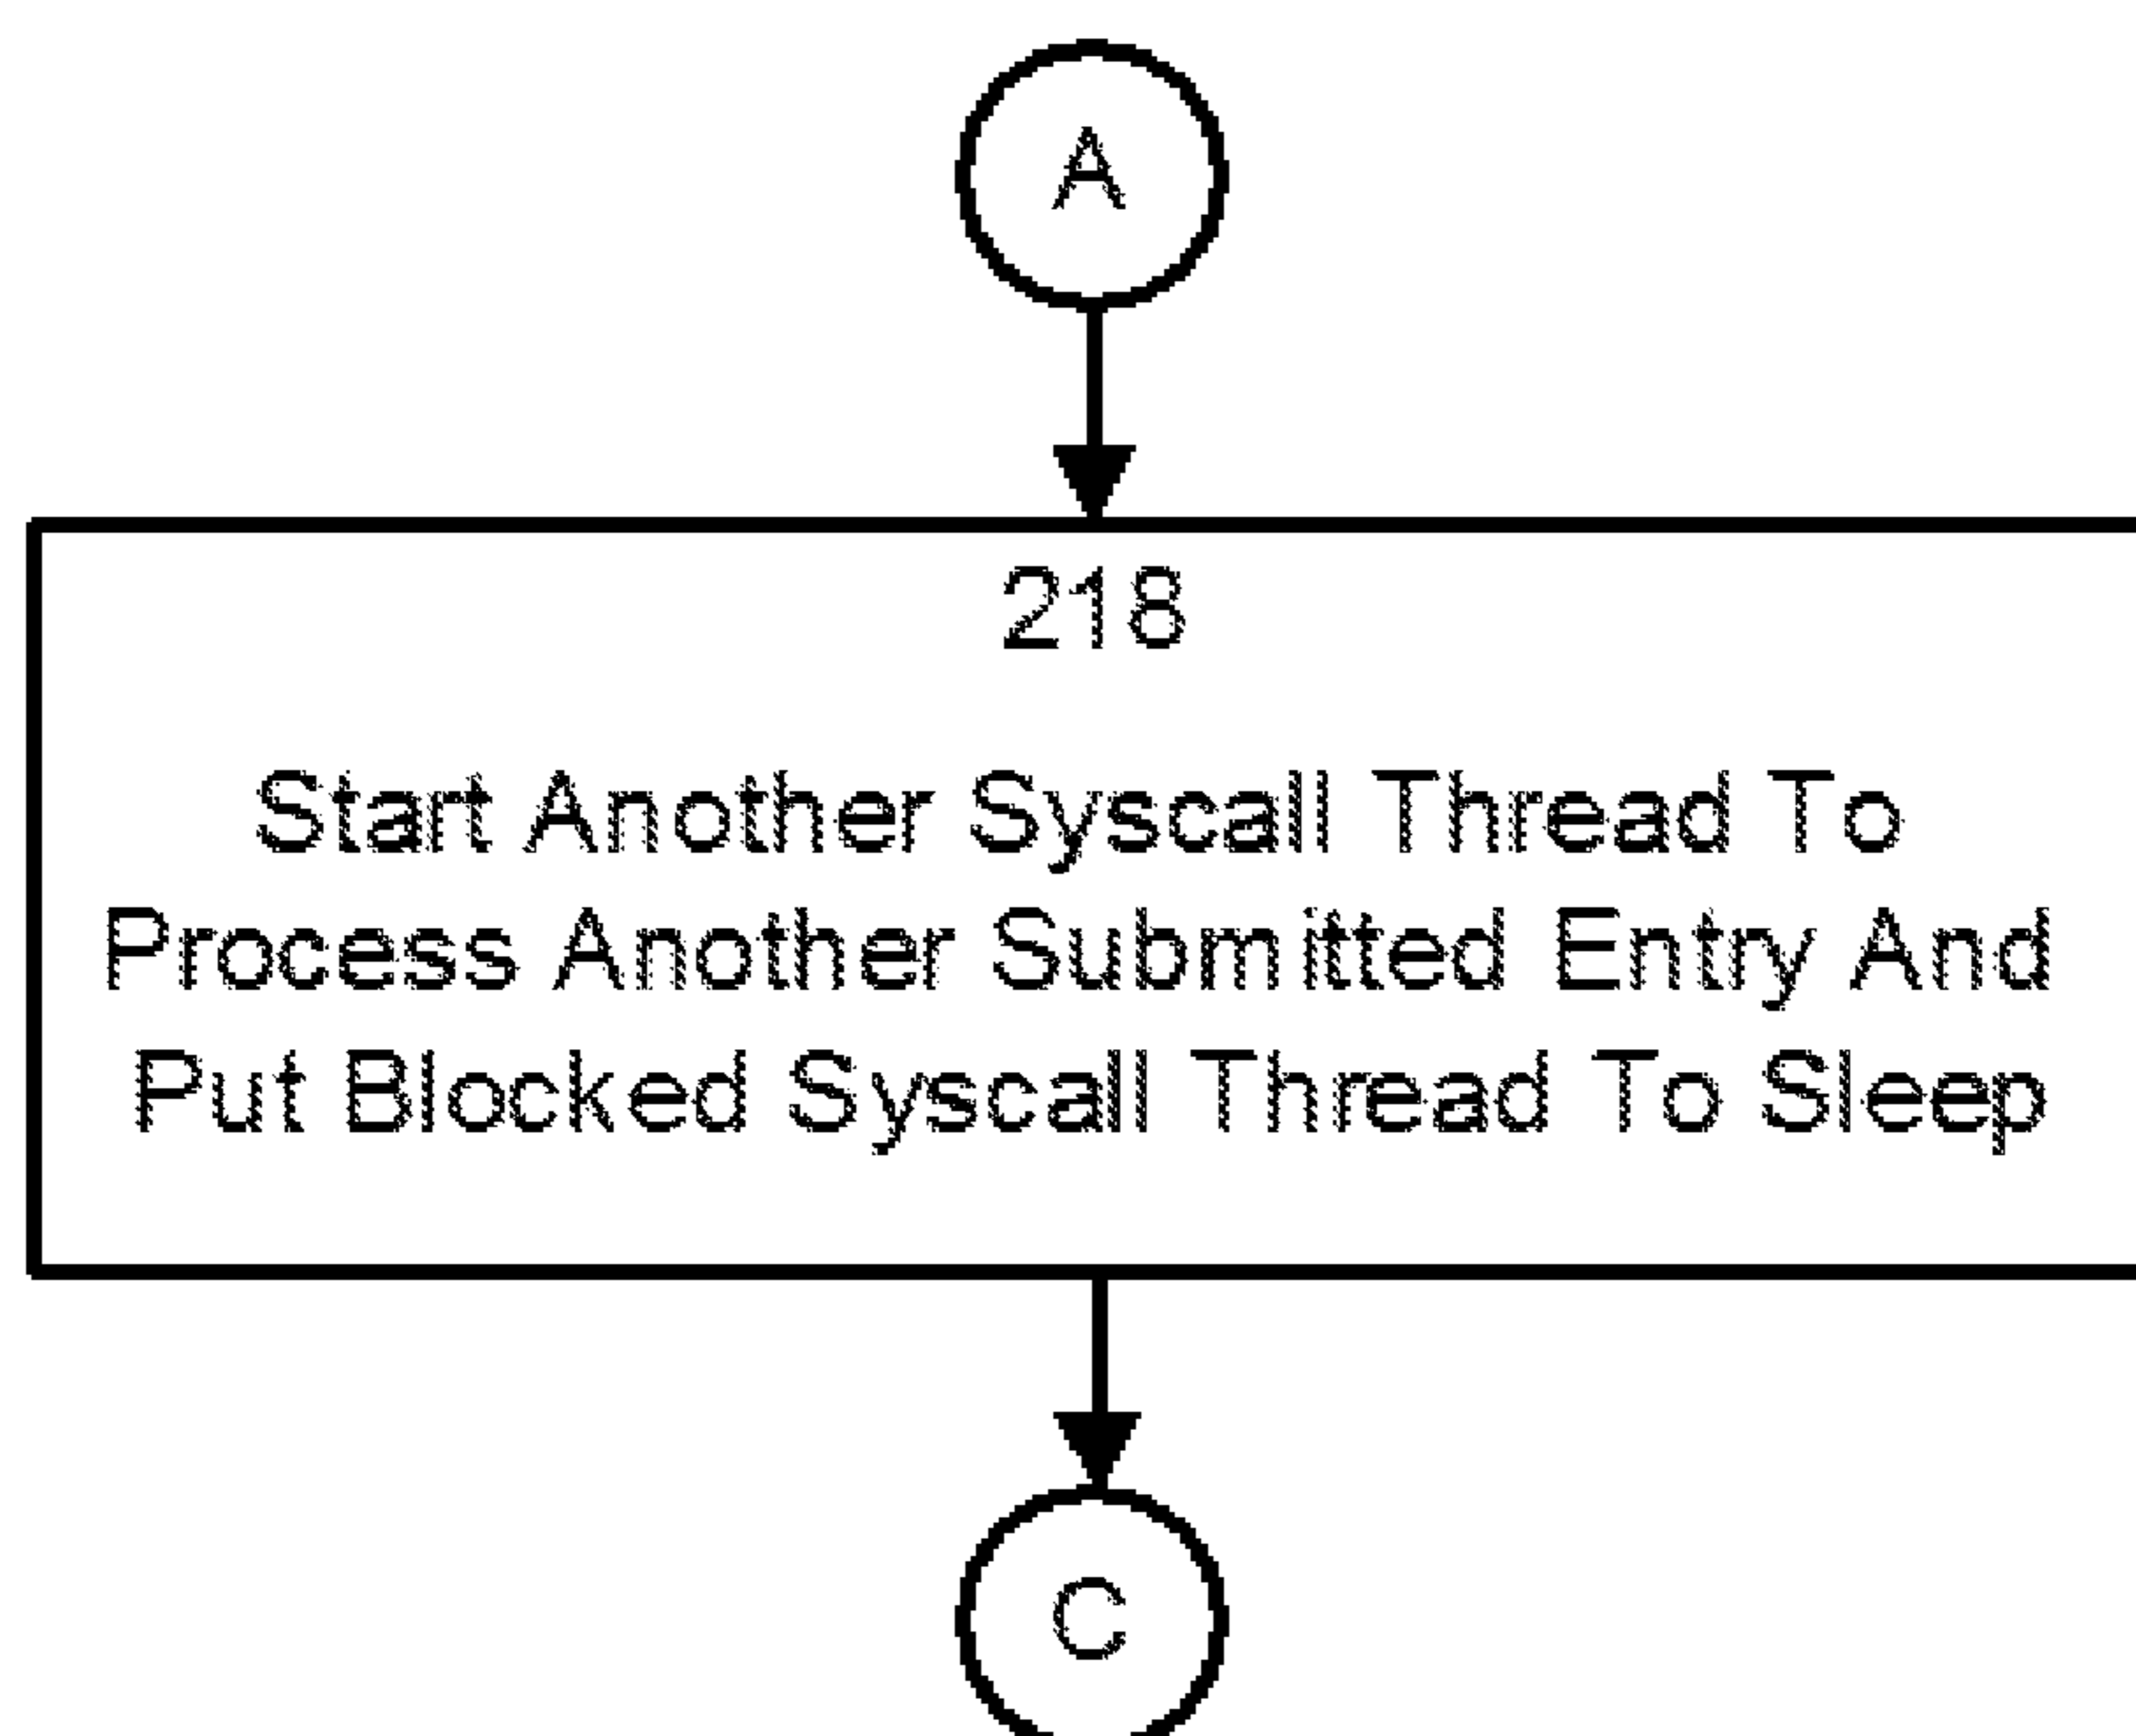 A
218
Start Another Syscall Thread To
Process Another Submitted Entry And
Put Blocked Syscall Thread To Sleep
C